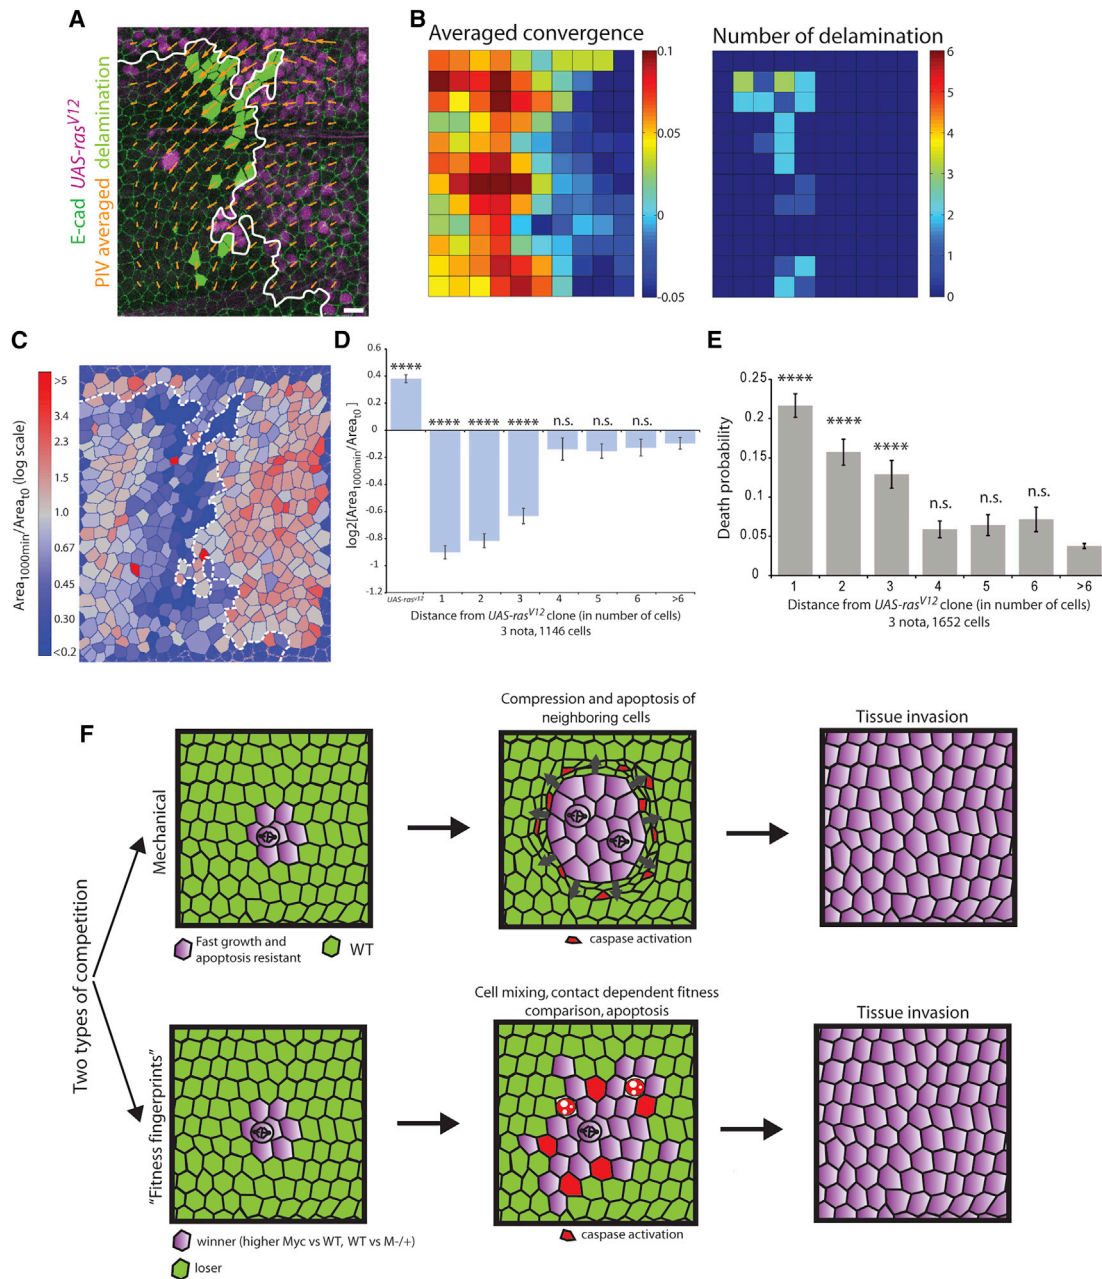 A
E-cad UAS-rasV12
PIV averaged delamination
B
Averaged convergence
0.1
0.05
0
-0.05
Number of delamination
6
5
4
3
2
1
0
C
Area1000min/Areat0 (log scale)
>5
3.4
2.3
1.5
1.0
0.67
0.45
0.30
<0.2
D
log2[Area1000min/Areat0]
0.6
0.4
0.2
0
-0.2
-0.4
-0.6
-0.8
-1
-1.2
**** **** **** **** n.s. n.s. n.s.
UAS-rasV12 1 2 3 4 5 6 >6
Distance from UAS-rasV12 clone (in number of cells)
3 nota, 1146 cells
E
Death probability
0.25
0.2
0.15
0.1
0.05
0
**** **** **** n.s. n.s. n.s.
1 2 3 4 5 6 >6
Distance from UAS-rasV12 clone (in number of cells)
3 nota, 1652 cells
F
Two types of competition
Mechanical
Fast growth and
apoptosis resistant
WT
Compression and apoptosis of
neighboring cells
caspase activation
Tissue invasion
"Fitness fingerprints"
winner (higher Myc vs WT, WT vs M-/+)
loser
Cell mixing, contact dependent fitness
comparison, apoptosis
caspase activation
Tissue invasion